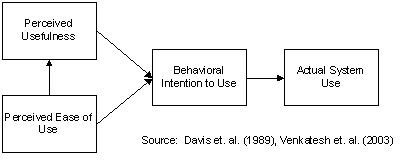 Perceived
Usefulness
Behavioral
Intention to Use
Actual System
Use
Perceived Ease of
Use
Source:  Davis et. al. (1989), Venkatesh et. al. (2003)